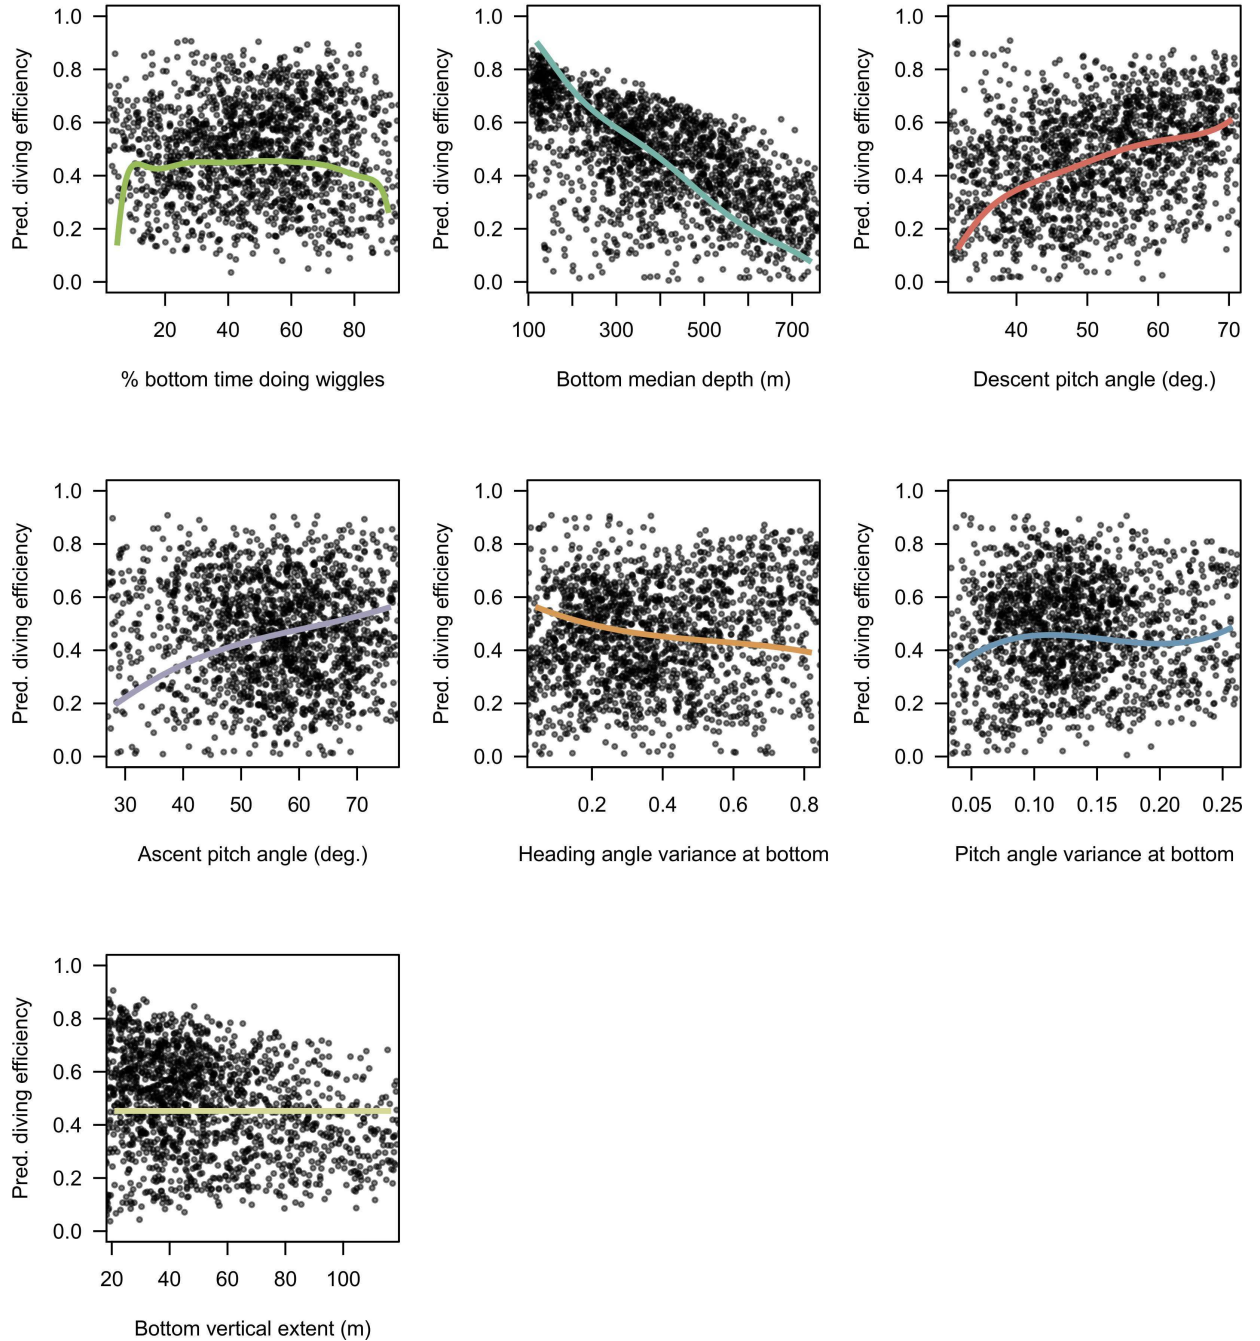 Pred. diving efficiency
1.0
0.8
0.6
0.4
0.2
0.0
20 40 60 80
% bottom time doing wiggles
Pred. diving efficiency
1.0
0.8
0.6
0.4
0.2
0.0
100 300 500 700
Bottom median depth (m)
Pred. diving efficiency
1.0
0.8
0.6
0.4
0.2
0.0
40 50 60 70
Descent pitch angle (deg.)
Pred. diving efficiency
1.0
0.8
0.6
0.4
0.2
0.0
30 40 50 60 70
Ascent pitch angle (deg.)
Pred. diving efficiency
1.0
0.8
0.6
0.4
0.2
0.0
0.2 0.4 0.6 0.8
Heading angle variance at bottom
Pred. diving efficiency
1.0
0.8
0.6
0.4
0.2
0.0
0.05 0.10 0.15 0.20 0.25
Pitch angle variance at bottom
Pred. diving efficiency
1.0
0.8
0.6
0.4
0.2
0.0
20 40 60 80 100
Bottom vertical extent (m)